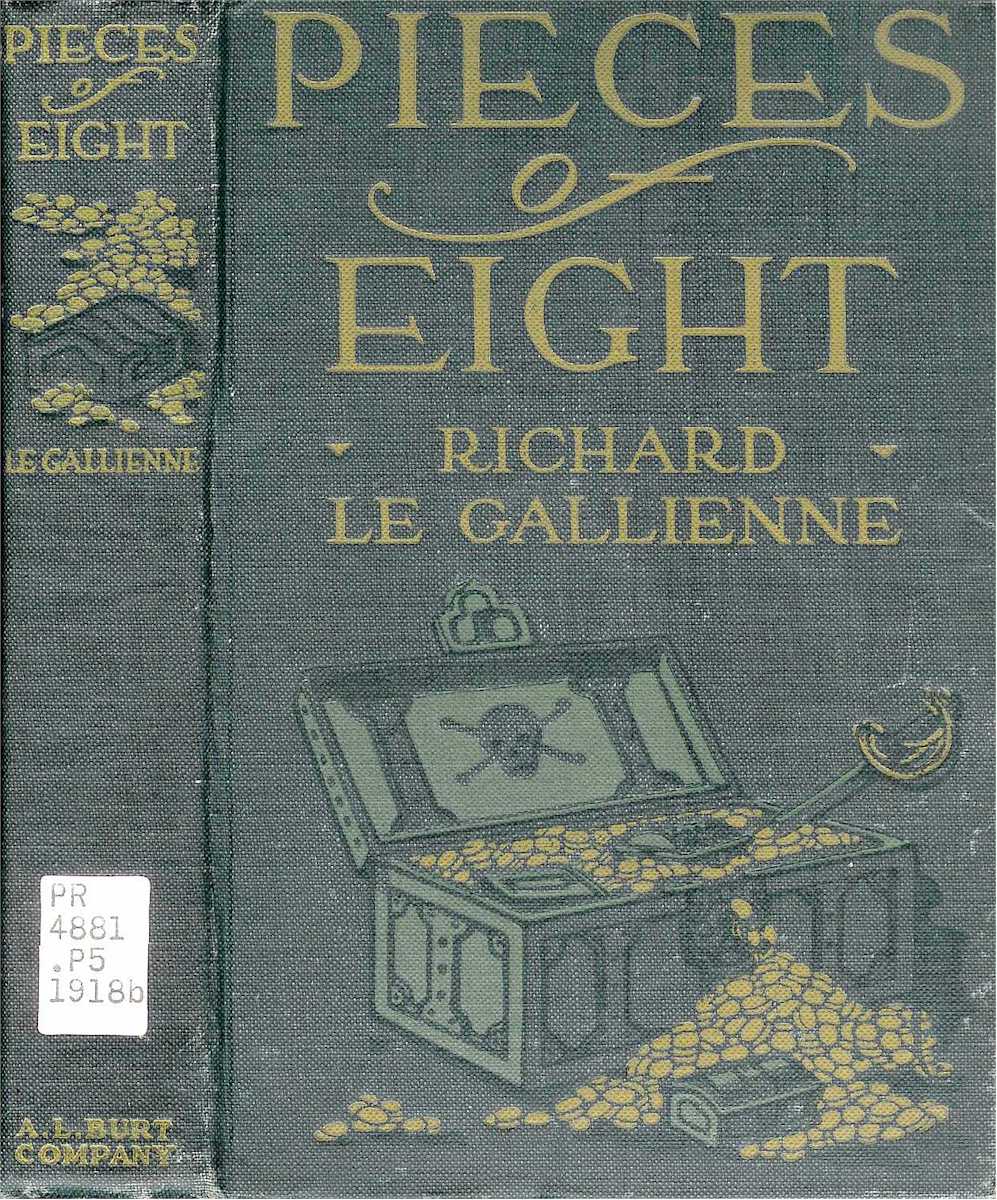 PIECES
of
EIGHT
LE GALLIENNE
PR
4881
.P5
1918b
A.L.BURT
COMPANY
PIECES
of
EIGHT
RICHARD
LE GALLIENNE